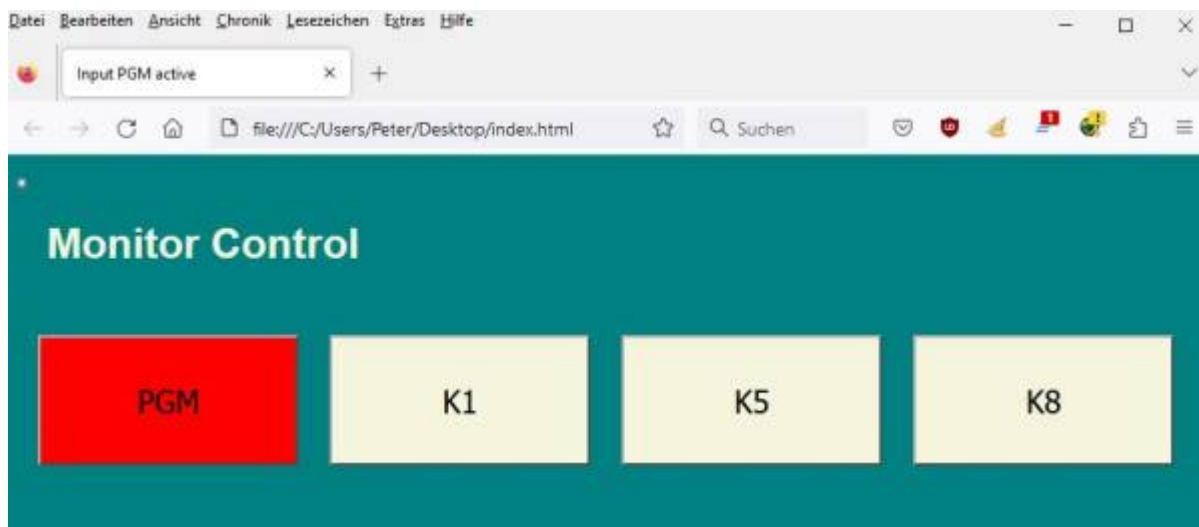 Datei Bearbeiten Ansicht Chronik Lesezeichen Extras Hilfe
Input PGM active
file:///C:/Users/Peter/Desktop/index.html Suchen
1
Monitor Control
PGM K1 K5 K8